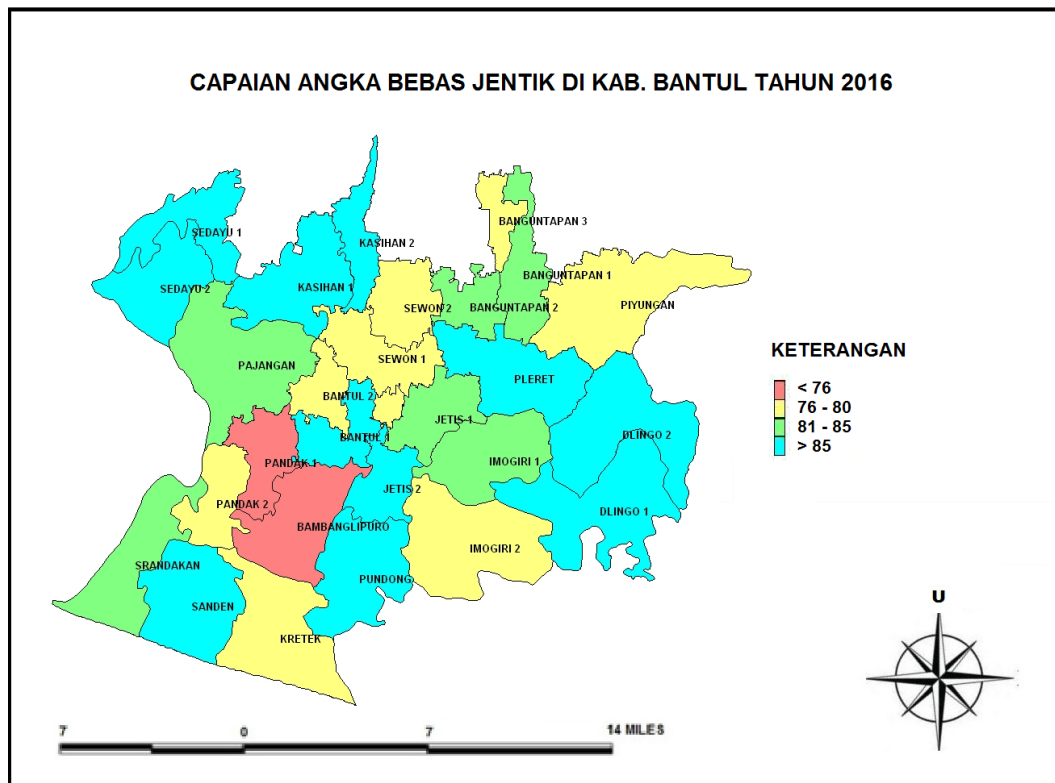 CAPAIAN ANGKA BEBAS JENTIK DI KAB. BANTUL TAHUN 2016
BANGUNTAPAN 3
SEDAYU 1
KASIHAN 2
BANGUNTAPAN 1
SEDAYU 2
KASIHAN 1
PIYUNGAN
SEWON 2
BANGUNTAPAN 2
SEWON 1
PAJANGAN
PLERET
BANTUL 2
JETIS 1
DLINGO 2
BANTUL 1
PANDAK 1
IMOGIRI 1
JETIS 2
PANDAK 2
DLINGO 1
BAMBANGLIPURO
IMOGIRI 2
SRANDAKAN
PUNDONG
SANDEN
KRETEK
KETERANGAN
< 76
76 - 80
81 - 85
> 85
U
7 0 7 14 MILES